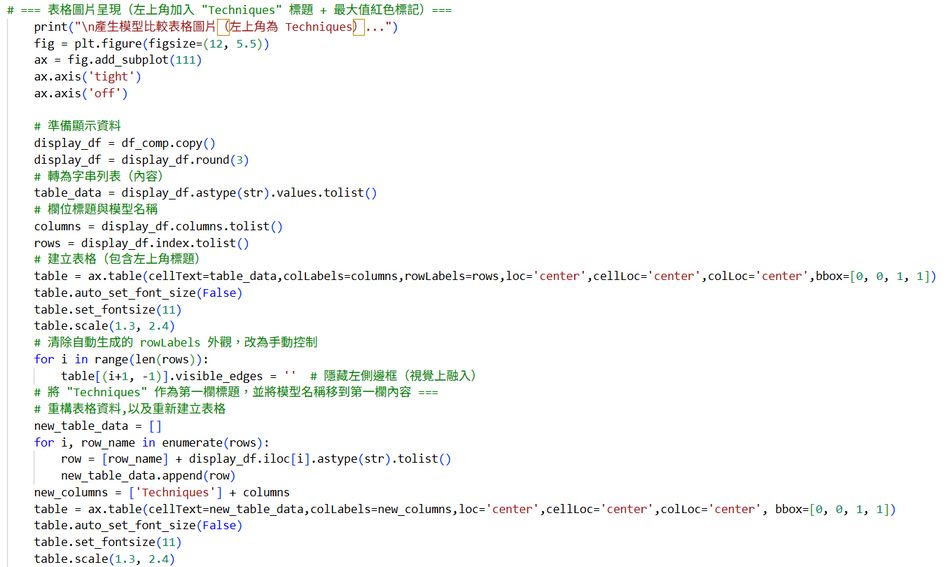 # === 表格圖片呈現（左上角加入 "Techniques" 標題 + 最大值紅色標記）===
print("\n產生模型比較表格圖片（左上角為 Techniques）...")
fig = plt.figure(figsize=(12, 5.5))
ax = fig.add_subplot(111)
ax.axis('tight')
ax.axis('off')
# 準備顯示資料
display_df = df_comp.copy()
display_df = display_df.round(3)
# 轉為字串列表（內容）
table_data = display_df.astype(str).values.tolist()
# 欄位標題與模型名稱
columns = display_df.columns.tolist()
rows = display_df.index.tolist()
# 建立表格（包含左上角標題）
table = ax.table(cellText=table_data,colLabels=columns,rowLabels=rows,loc='center',cellLoc='center',colLoc='center',bbox=[0, 0, 1, 1])
table.auto_set_font_size(False)
table.set_fontsize(11)
table.scale(1.3, 2.4)
# 清除自動生成的 rowLabels 外觀，改為手動控制
for i in range(len(rows)):
table[(i+1, -1)].visible_edges = ''  # 隱藏左側邊框（視覺上融入）
# 將 "Techniques" 作為第一欄標題，並將模型名稱移到第一欄內容 ===
# 重構表格資料,以及重新建立表格
new_table_data = []
for i, row_name in enumerate(rows):
row = [row_name] + display_df.iloc[i].astype(str).tolist()
new_table_data.append(row)
new_columns = ['Techniques'] + columns
table = ax.table(cellText=new_table_data,colLabels=new_columns,loc='center',cellLoc='center',colLoc='center', bbox=[0, 0, 1, 1])
table.auto_set_font_size(False)
table.set_fontsize(11)
table.scale(1.3, 2.4)